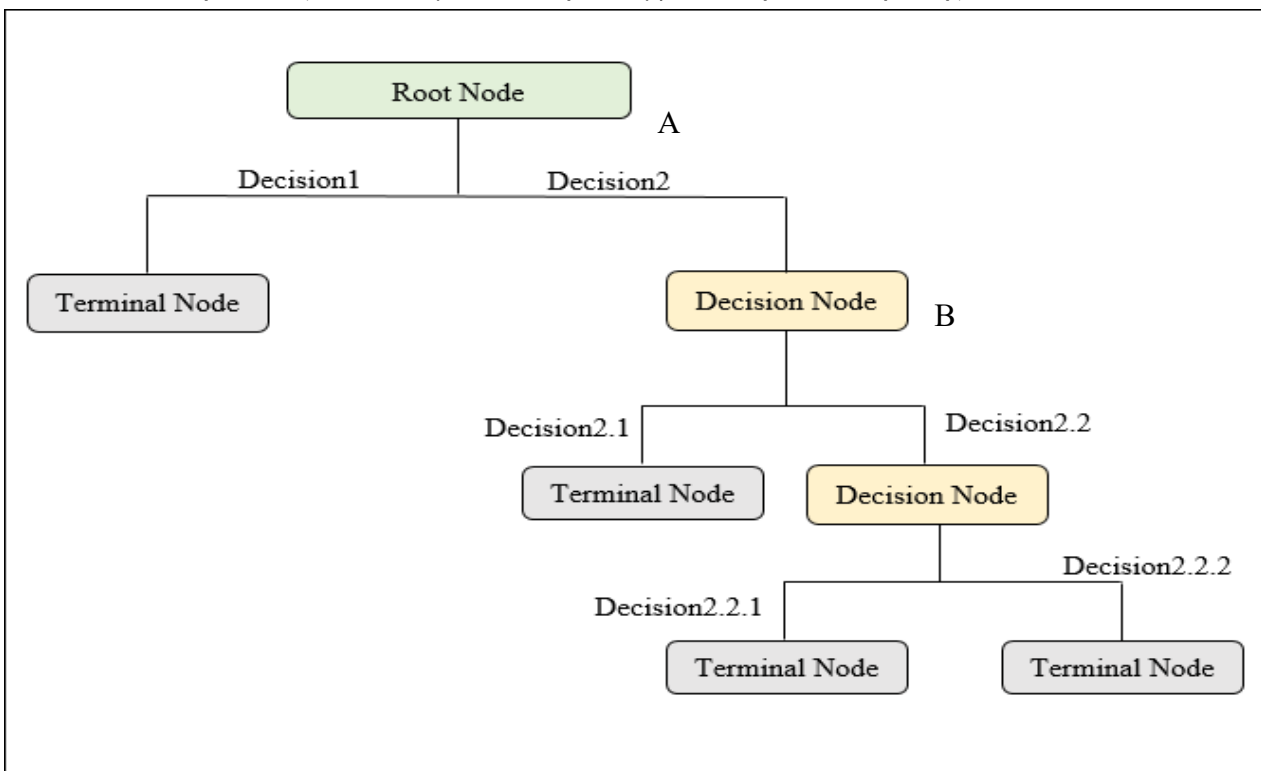 Root Node
A
Decision1
Decision2
Terminal Node
Decision Node
B
Decision2.1
Decision2.2
Terminal Node
Decision Node
Decision2.2.2
Decision2.2.1
Terminal Node
Terminal Node